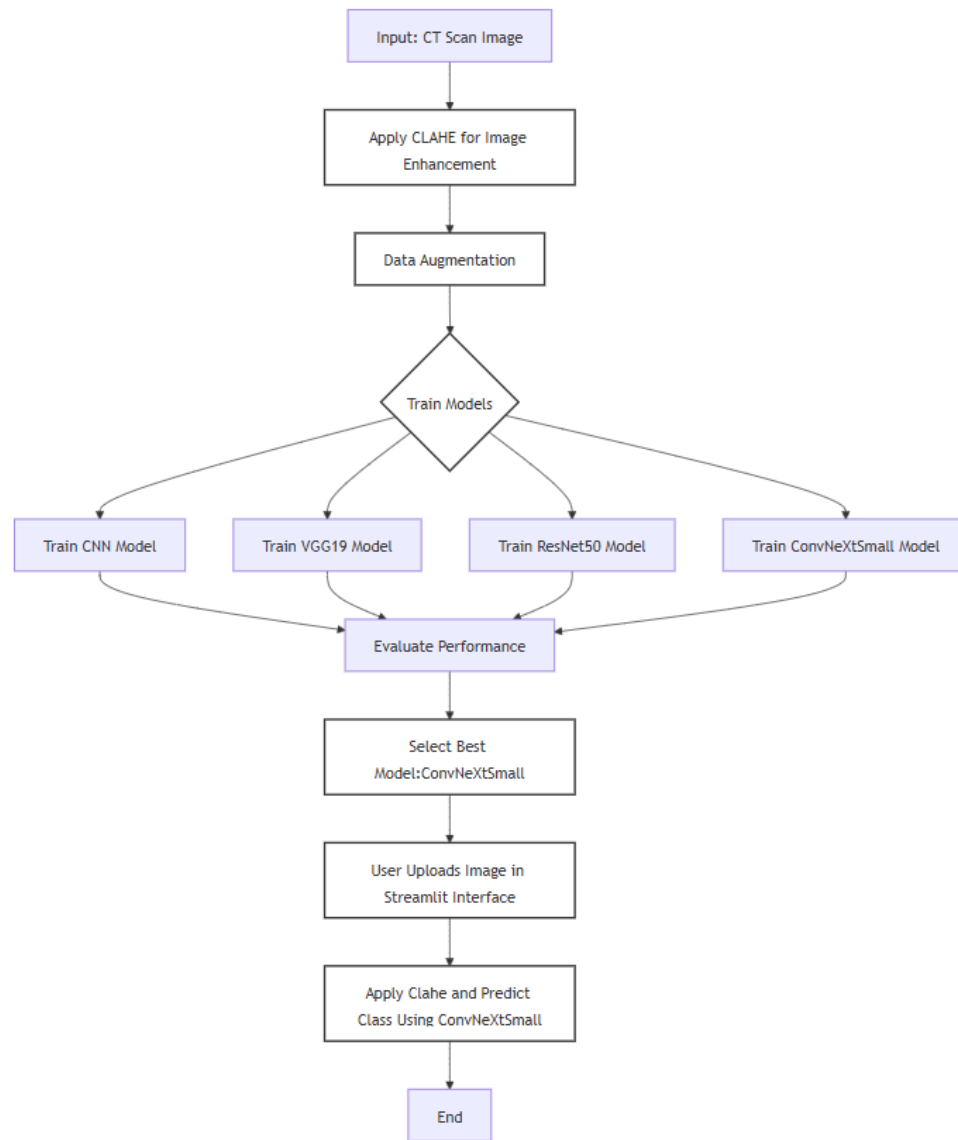 Input: CT Scan Image
Apply CLAHE for Image
Enhancement
Data Augmentation
Train Models
Train CNN Model
Train VGG19 Model
Train ResNet50 Model
Train ConvNeXtSmall Model
Evaluate Performance
Select Best
Model:ConvNeXtSmall
User Uploads Image in
Streamlit Interface
Apply Clahe and Predict
Class Using ConvNeXtSmall
End